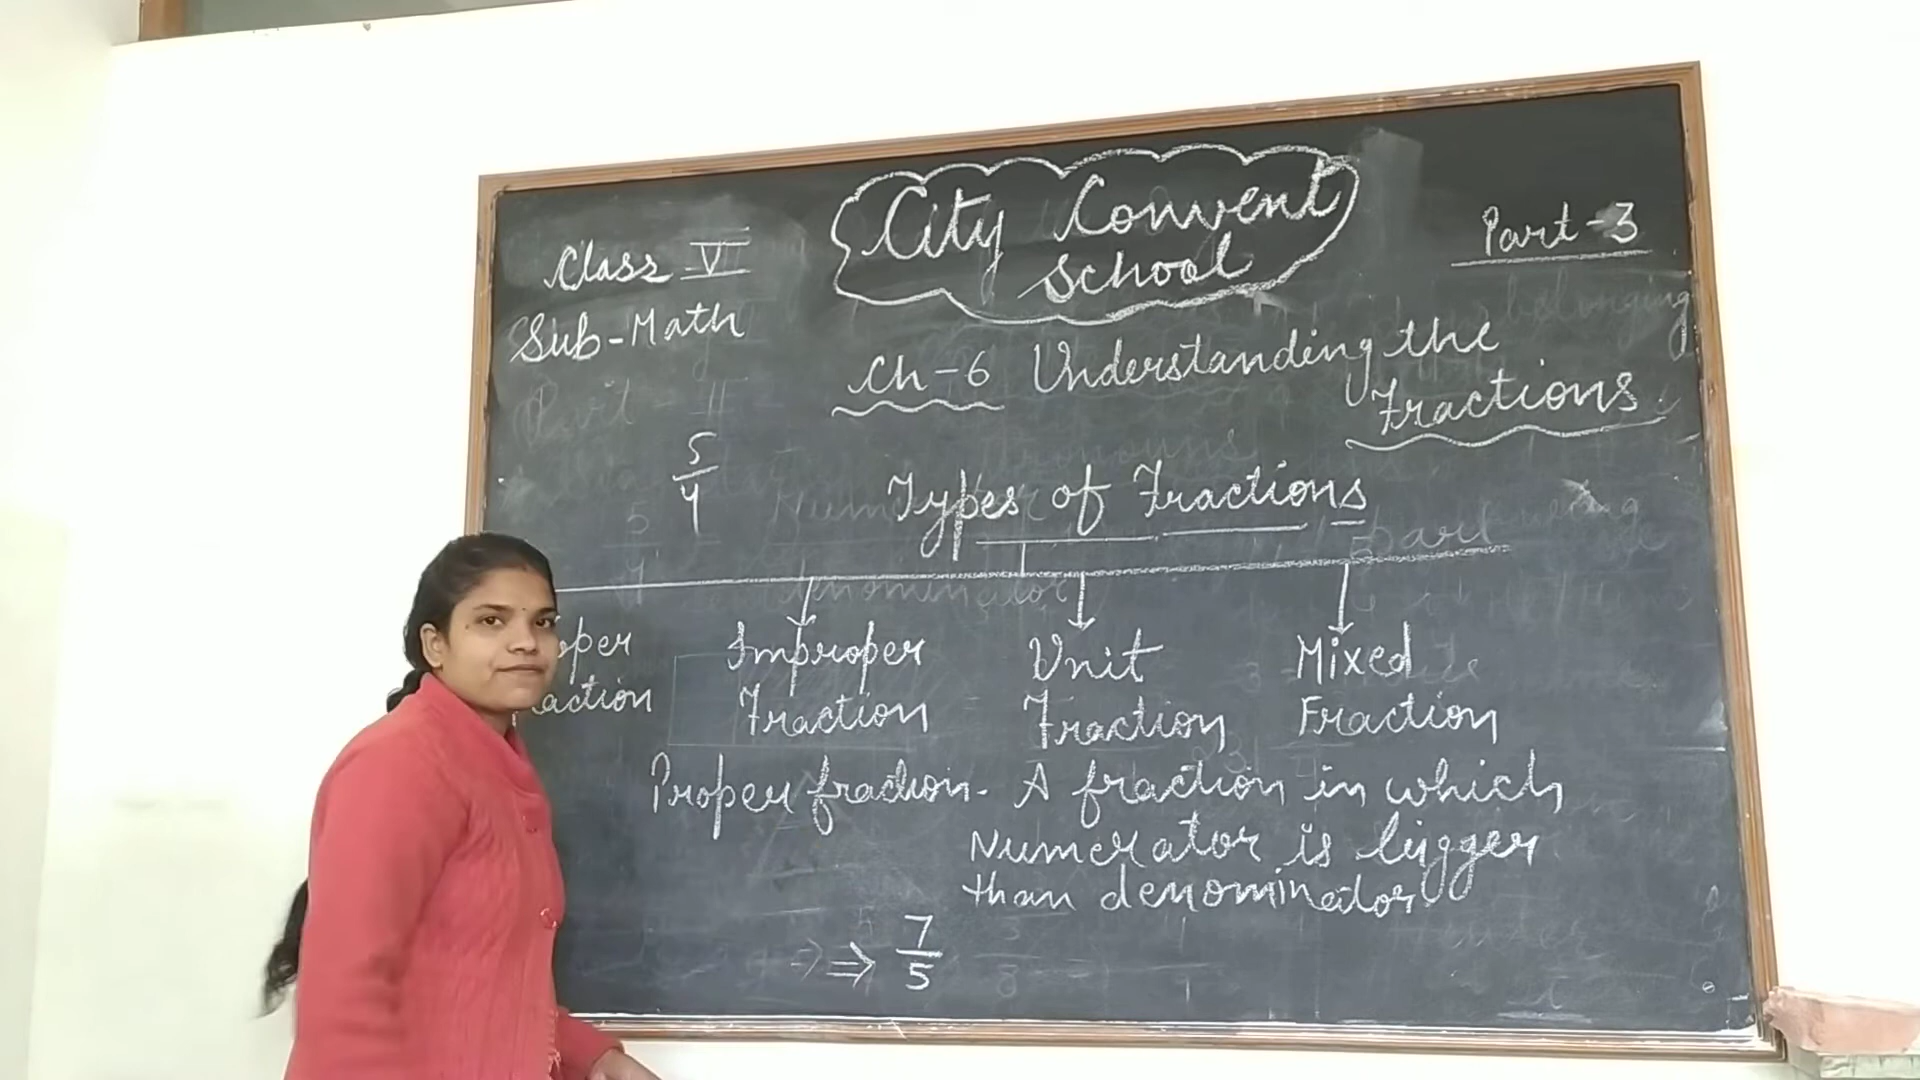 City Convent
School
Class V
Part-3
Sub-Math
Ch-6 Understanding the
Fractions
5
4
Types of Fractions
oper
action
Improper
Fraction
Unit
Fraction
Mixed
Fraction
Proper fraction- A fraction in which
Numerator is bigger
than denominator
⇒ 7
5